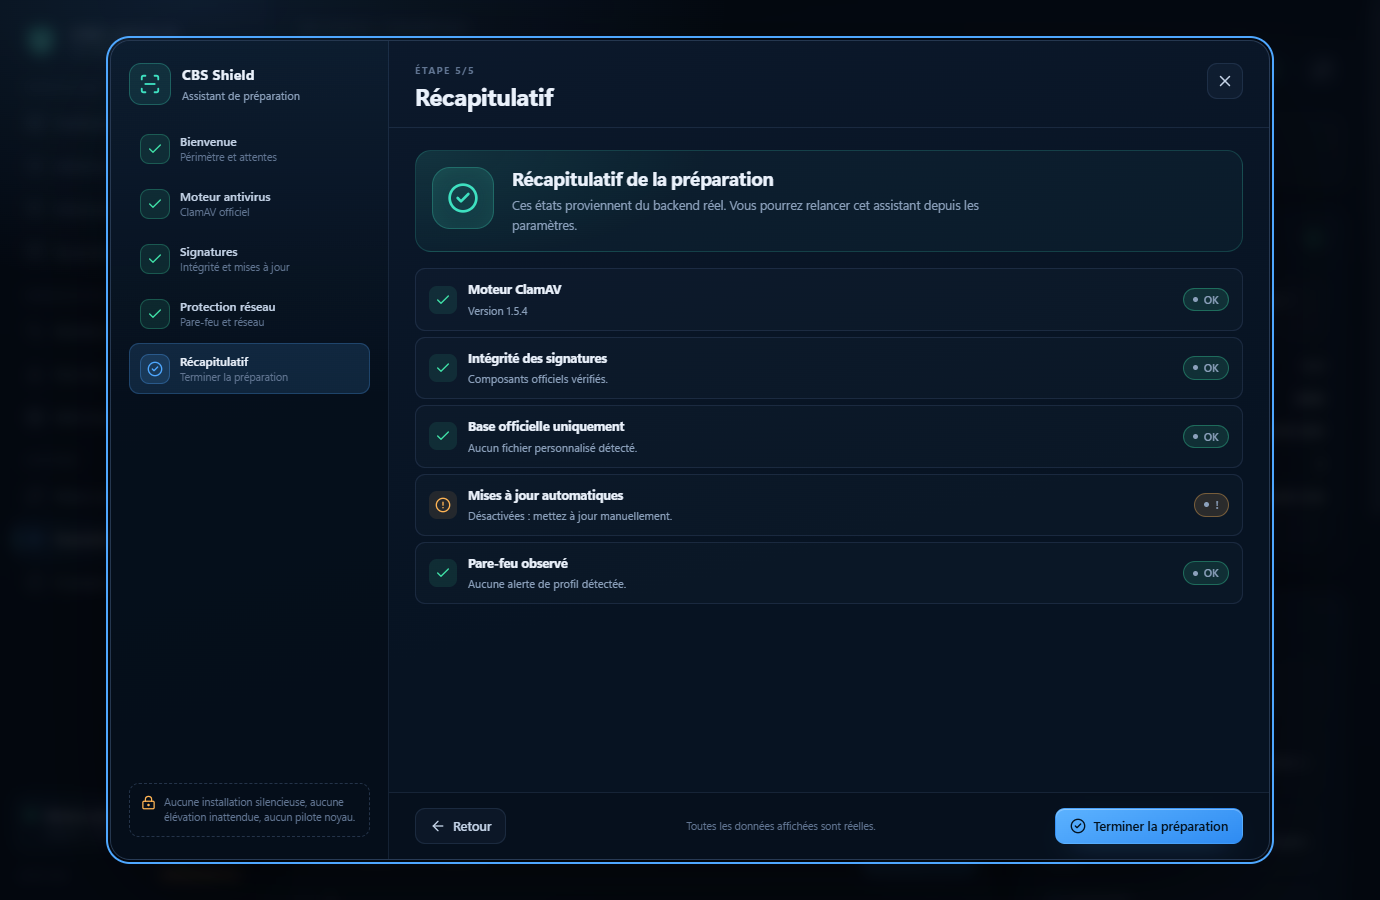 CBS Shield
Assistant de préparation
Bienvenue
Périmètre et attentes
Moteur antivirus
ClamAV officiel
Signatures
Intégrité et mises à jour
Protection réseau
Pare-feu et réseau
Récapitulatif
Terminer la préparation
Aucune installation silencieuse, aucune
élévation inattendue, aucun pilote noyau.
ÉTAPE 5/5
Récapitulatif
Récapitulatif de la préparation
Ces états proviennent du backend réel. Vous pourrez relancer cet assistant depuis les
paramètres.
Moteur ClamAV
Version 1.5.4
OK
Intégrité des signatures
Composants officiels vérifiés.
OK
Base officielle uniquement
Aucun fichier personnalisé détecté.
OK
Mises à jour automatiques
Désactivées : mettez à jour manuellement.
!
Pare-feu observé
Aucune alerte de profil détectée.
OK
Retour
Toutes les données affichées sont réelles.
Terminer la préparation